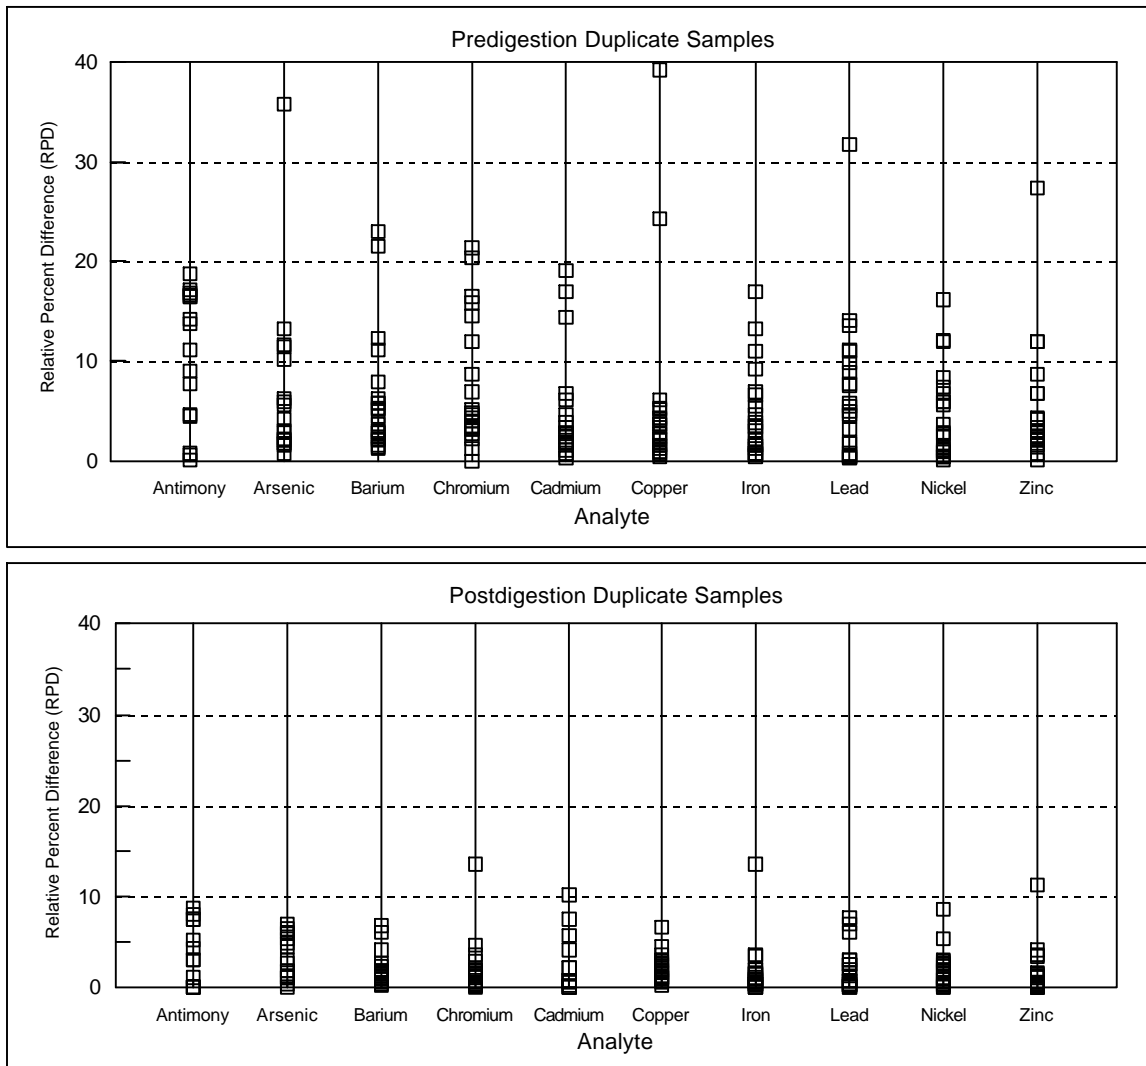 Predigestion Duplicate Samples
Relative Percent Difference (RPD)
40
30
20
10
0
Antimony Arsenic Barium Chromium Cadmium Copper Iron Lead Nickel Zinc
Analyte
Postdigestion Duplicate Samples
Relative Percent Difference (RPD)
40
30
20
10
0
Antimony Arsenic Barium Chromium Cadmium Copper Iron Lead Nickel Zinc
Analyte